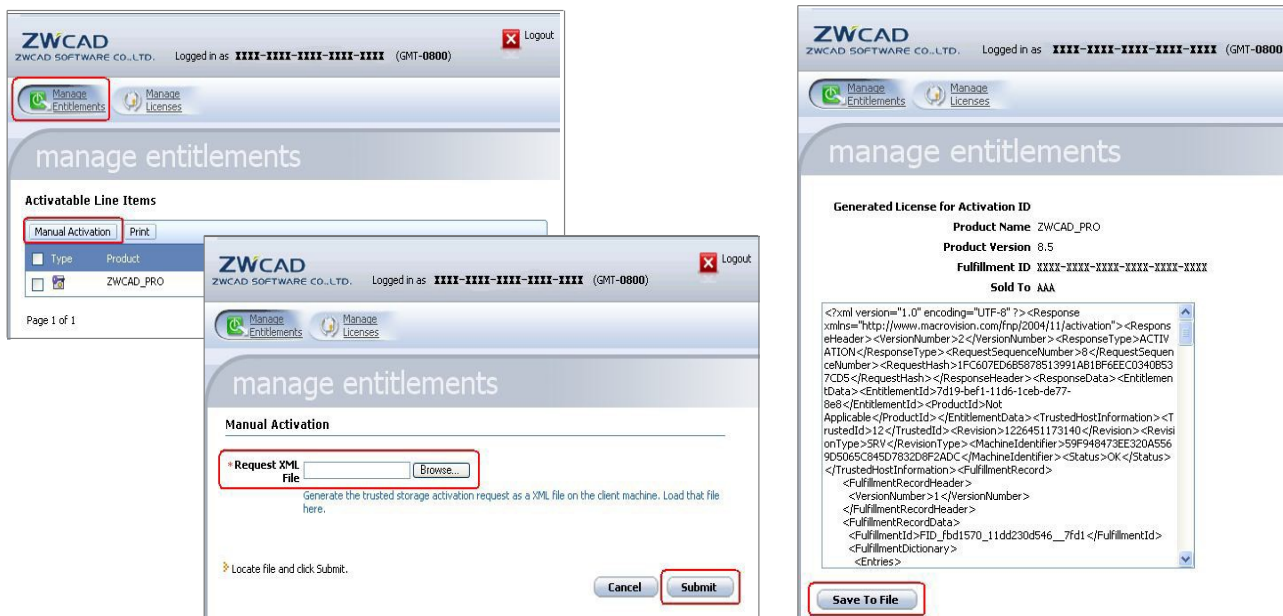 ZWCAD
ZWCAD SOFTWARE CO.,LTD.
Logged in as XXXX-XXXX-XXXX-XXXX-XXXX (GMT-0800)
Logout
Manage Entitlements
Manage Licenses
manage entitlements
Activatable Line Items
Manual Activation Print
Type Product
ZWCAD_PRO
Page 1 of 1
ZWCAD
ZWCAD SOFTWARE CO.,LTD.
Logged in as XXXX-XXXX-XXXX-XXXX-XXXX (GMT-0800)
Logout
Manage Entitlements
Manage Licenses
manage entitlements
Manual Activation
*Request XML File
Browse...
Generate the trusted storage activation request as a XML file on the client machine. Load that file
here.
Locate file and click Submit.
Cancel Submit
ZWCAD
ZWCAD SOFTWARE CO.,LTD.
Logged in as XXXX-XXXX-XXXX-XXXX-XXXX (GMT-0800
Manage Entitlements
Manage Licenses
manage entitlements
Generated License for Activation ID
Product Name ZWCAD_PRO
Product Version 8.5
Fulfillment ID XXXX-XXXX-XXXX-XXXX-XXXX-XXXX
Sold To AAA
<?xml version="1.0" encoding="UTF-8" ?><Response
xmlns="http://www.macrovision.com/fnp/2004/11/activation"><Respons
eHeader><VersionNumber>2</VersionNumber><ResponseType>ACTIV
ATION</ResponseType><RequestSequenceNumber>8</RequestSequen
ceNumber><RequestHash>1FC607ED6B5878513991AB1BF6EEC0340B53
7CD5</RequestHash></ResponseHeader><ResponseData><Entitlemen
tData><EntitlementId>7d19-bef1-11d6-1ceb-de77-
8e8</EntitlementId><ProductId>Not
Applicable</ProductId></EntitlementData><TrustedHostInformation><T
rustedId>12</TrustedId><Revision>1226451173140</Revision><Revisi
onType>SRV</RevisionType><MachineIdentifier>59F948473EE320A556
9D5065C845D7832D8F2ADC</MachineIdentifier><Status>OK</Status>
</TrustedHostInformation><FulfillmentRecord>
<FulfillmentRecordHeader>
<VersionNumber>1</VersionNumber>
</FulfillmentRecordHeader>
<FulfillmentRecordData>
<FulfillmentId>FID_fbd1570_11dd230d546__7fd1</FulfillmentId>
<FulfillmentDictionary>
<Entries>
Save To File